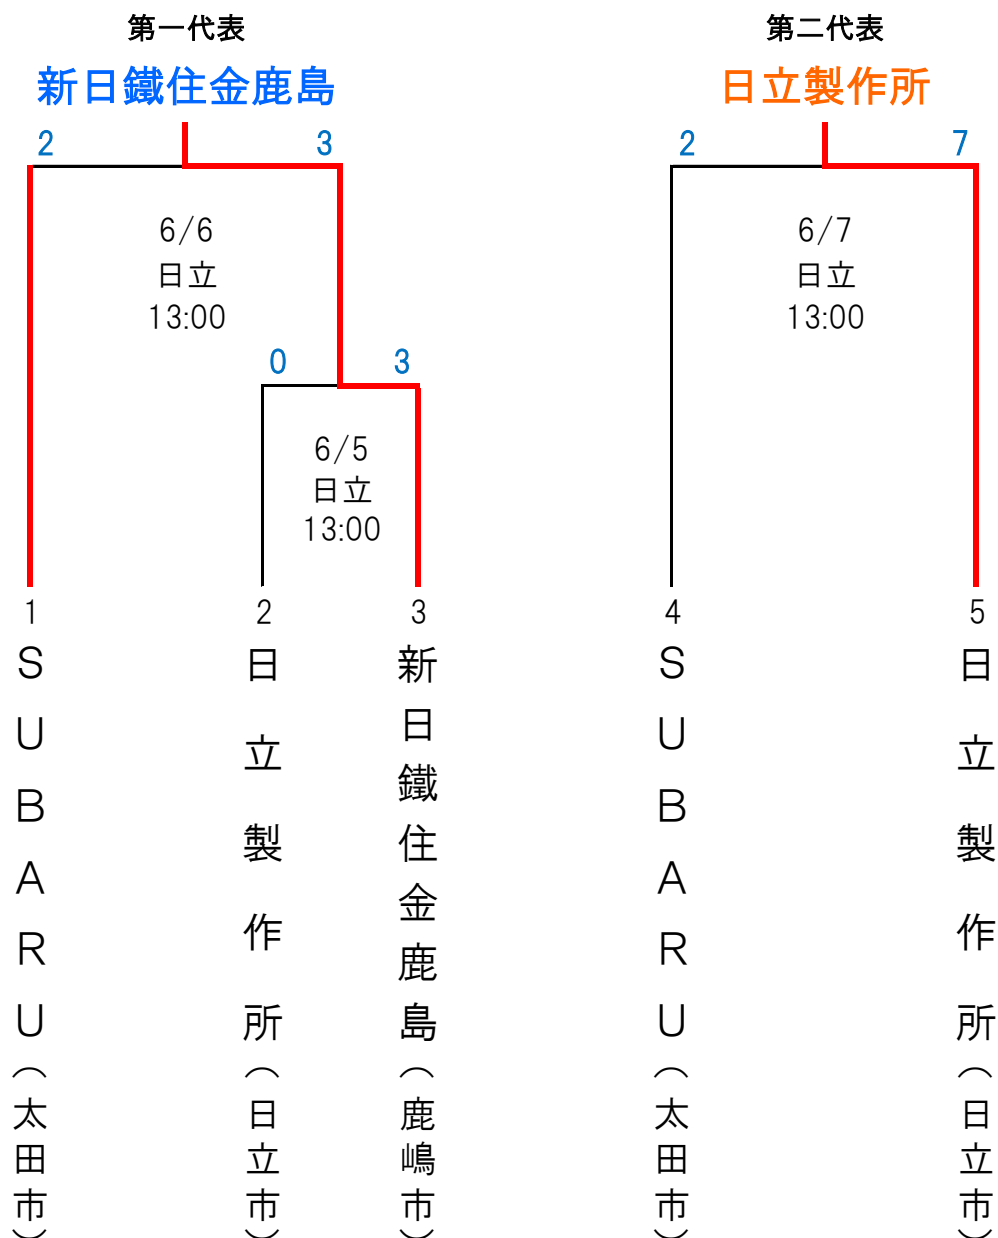 第一代表
新日鐵住金鹿島
2 3
6/6
日立
13:00
0 3
6/5
日立
13:00
1
SUBARU(太田市)
2
日立製作所(日立市)
3
新日鐵住金鹿島(鹿嶋市)
第二代表
日立製作所
2 7
6/7
日立
13:00
4
SUBARU(太田市)
5
日立製作所(日立市)